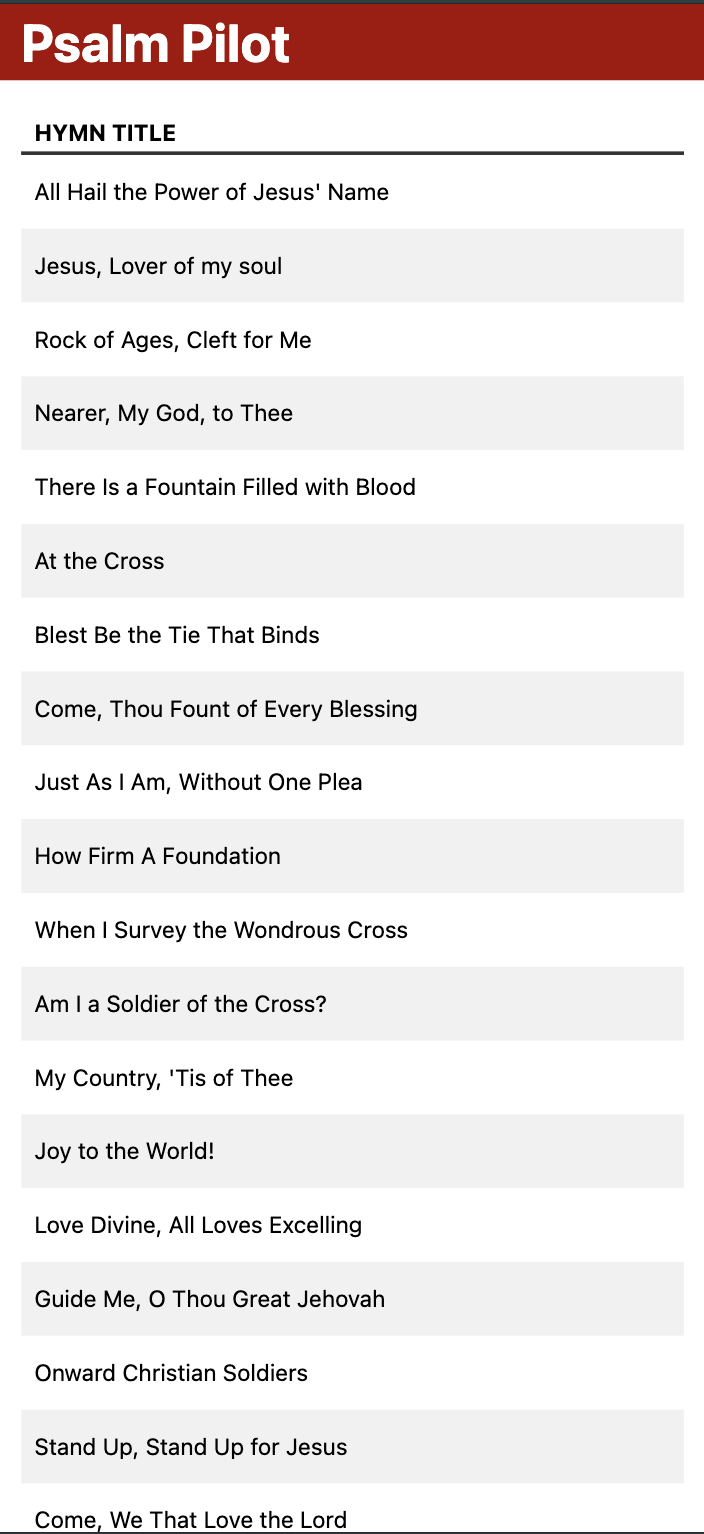 Psalm Pilot
HYMN TITLE
All Hail the Power of Jesus' Name
Jesus, Lover of my soul
Rock of Ages, Cleft for Me
Nearer, My God, to Thee
There Is a Fountain Filled with Blood
At the Cross
Blest Be the Tie That Binds
Come, Thou Fount of Every Blessing
Just As I Am, Without One Plea
How Firm A Foundation
When I Survey the Wondrous Cross
Am I a Soldier of the Cross?
My Country, 'Tis of Thee
Joy to the World!
Love Divine, All Loves Excelling
Guide Me, O Thou Great Jehovah
Onward Christian Soldiers
Stand Up, Stand Up for Jesus
Come, We That Love the Lord